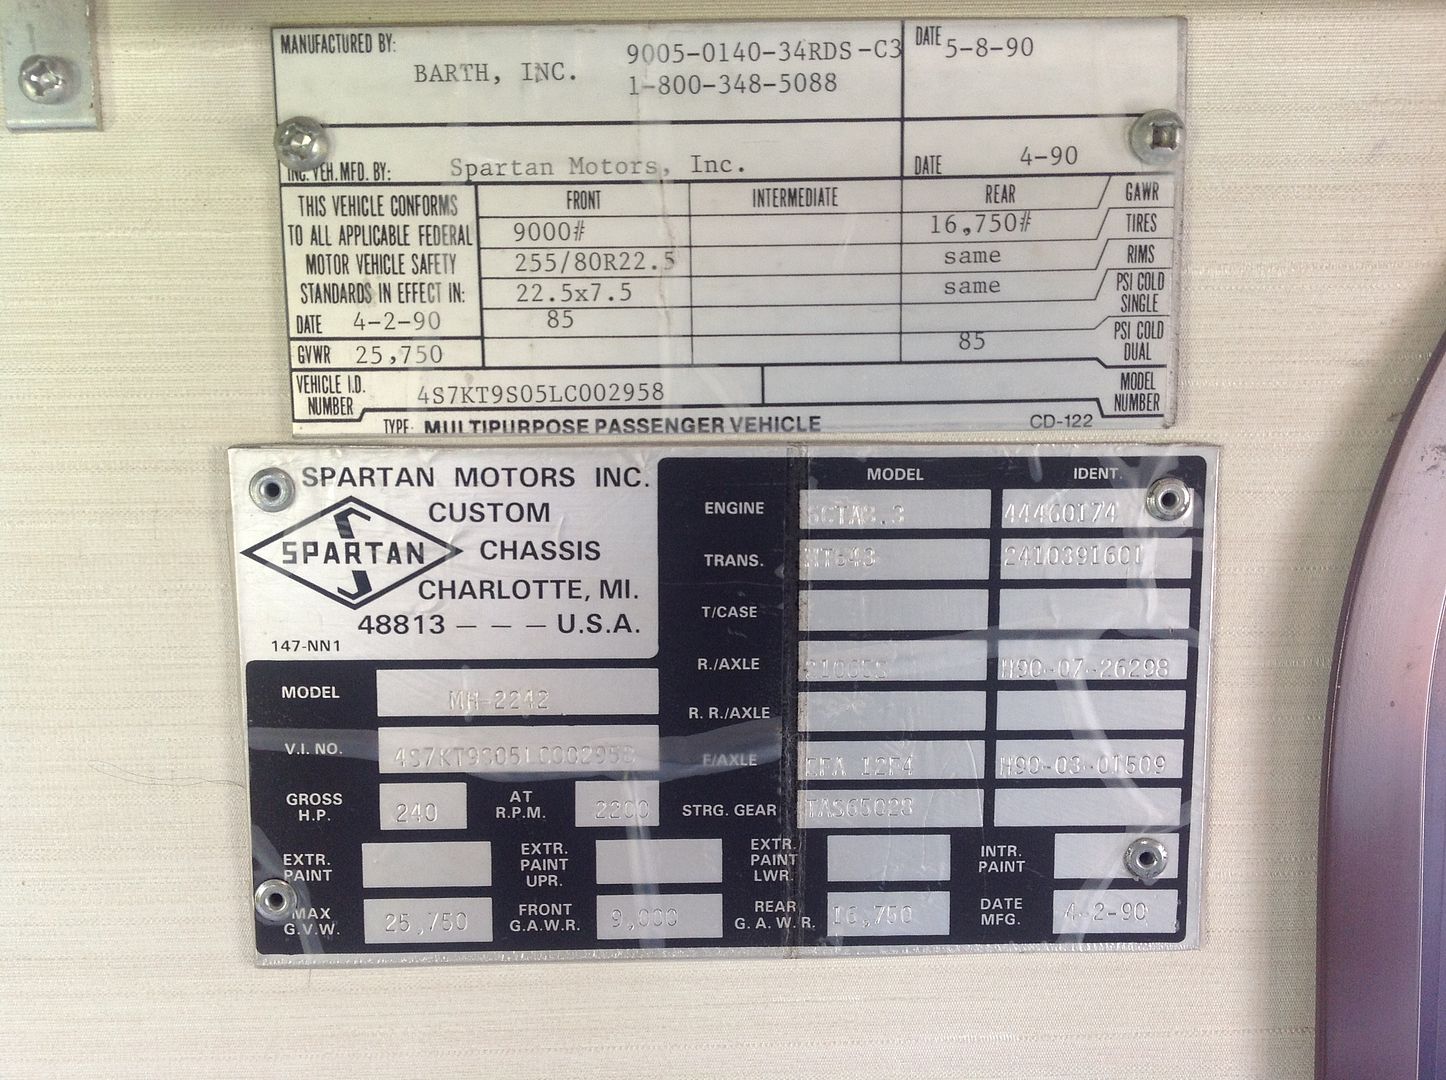 MANUFACTURED BY: BARTH, INC. 9005-0140-34RDS-C3 DATE 5-8-90
1-800-348-5088
INC. VEH. MFD. BY: Spartan Motors, Inc. DATE 4-90
THIS VEHICLE CONFORMS FRONT INTERMEDIATE REAR GAWR
TO ALL APPLICABLE FEDERAL 9000# 16,750# TIRES
MOTOR VEHICLE SAFETY 255/80R22.5 same RIMS
STANDARDS IN EFFECT IN: 22.5x7.5 same PSI COLD SINGLE
DATE 4-2-90 85 PSI COLD DUAL
GVWR 25,750 85
VEHICLE I.D. NUMBER 4S7KT9S05LC002958 MODEL NUMBER
TYPE: MULTIPURPOSE PASSENGER VEHICLE CD-122
SPARTAN MOTORS INC.
CUSTOM
SPARTAN CHASSIS
CHARLOTTE, MI.
48813 — — — U.S.A.
147-NN1
MODEL MH-2242
V.I. NO. 4S7KT9S05LC002958
GROSS H.P. 240 AT R.P.M. 2200
MODEL IDENT.
ENGINE 6CTA8.3 44460174
TRANS. MT643 2410391601
T/CASE
R./AXLE H90-07-26298
R. R./AXLE
F/AXLE EFA 12F4 H90-03-01509
STRG. GEAR TAS65028
EXTR. PAINT EXTR. PAINT UPR. EXTR. PAINT LWR. INTR. PAINT
MAX G.V.W. 25,750 FRONT G.A.W.R. 9,000 REAR G.A.W.R. 16,750 DATE MFG. 4-2-90